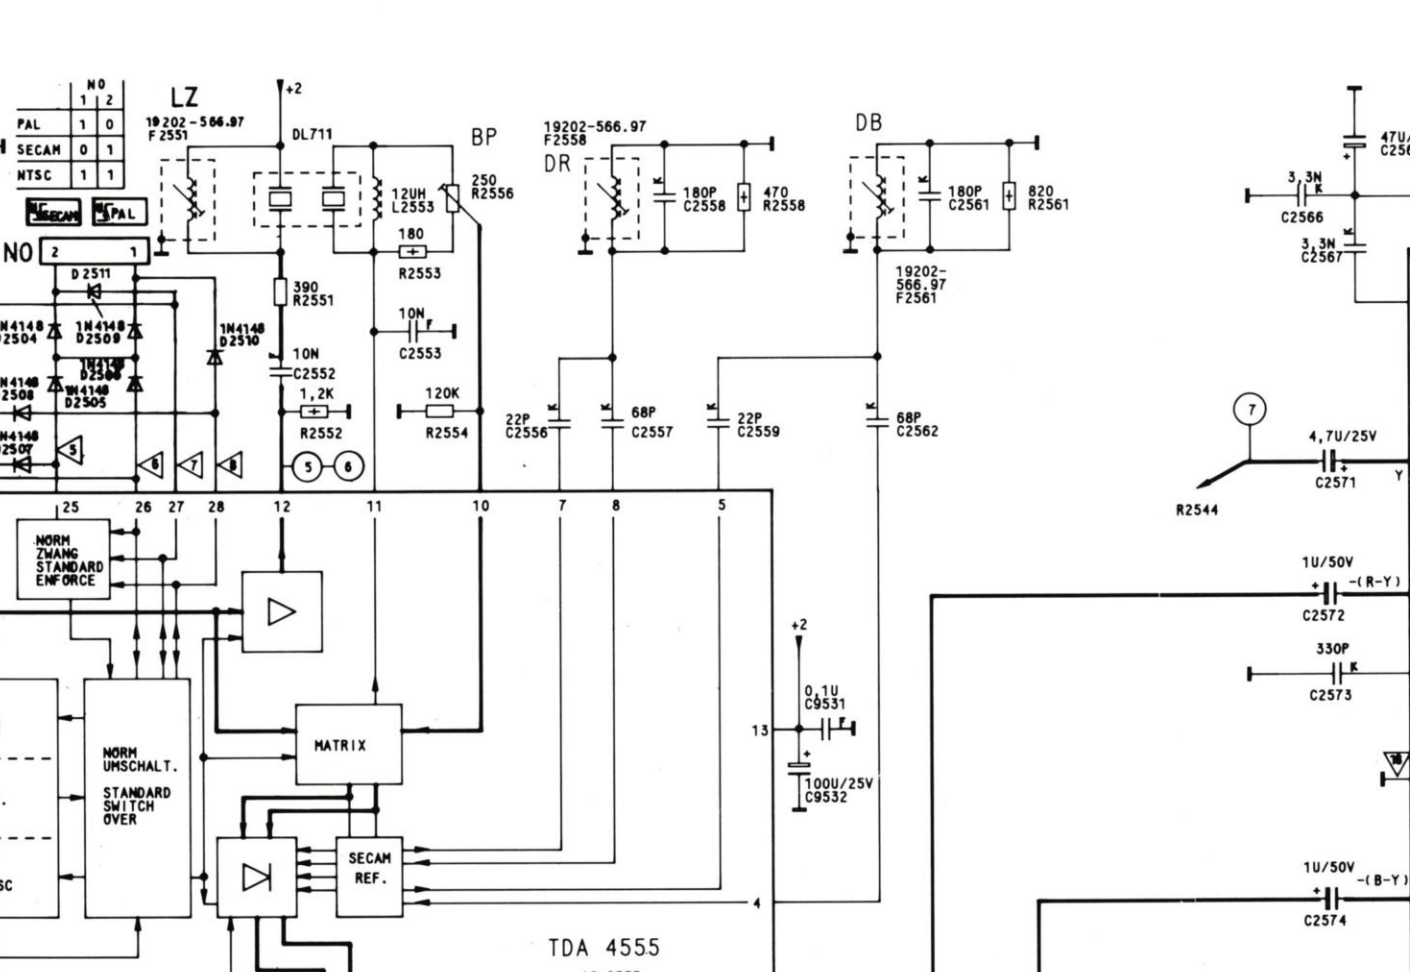 NO
1 2
PAL 1 0
SECAM 0 1
NTSC 1 1
SECAM
PAL
NO
2 1
LZ
19202-566.97
F2551
+2
DL711
BP
250
R2556
12UH
L2553
180
R2553
390
R2551
10N
C2552
1,2K
R2552
10N
F
C2553
120K
R2554
D2511
1N4148
D2509
1N4148
D2510
1N4148
D2505
5
6
7
8
5
6
19202-566.97
F2558
DR
K
180P
C2558
470
R2558
22P
C2556
K
68P
C2557
K
DB
K
180P
C2561
820
R2561
19202-
566.97
F2561
22P
C2559
K
68P
C2562
K
3,3N
K
C2566
3,3N
K
C2567
+
7
4,7U/25V
+
C2571
Y
R2544
1U/50V
+
-(R-Y)
C2572
330P
K
C2573
1U/50V
+
-(B-Y)
C2574
25 26 27 28 12 11 10 7 8 5
NORM
ZWANG
STANDARD
ENFORCE
NORM
UMSCHALT.
STANDARD
SWITCH
OVER
MATRIX
SECAM
REF.
+2
0,1U
C9531
F
13
+
100U/25V
C9532
4
TDA 4555